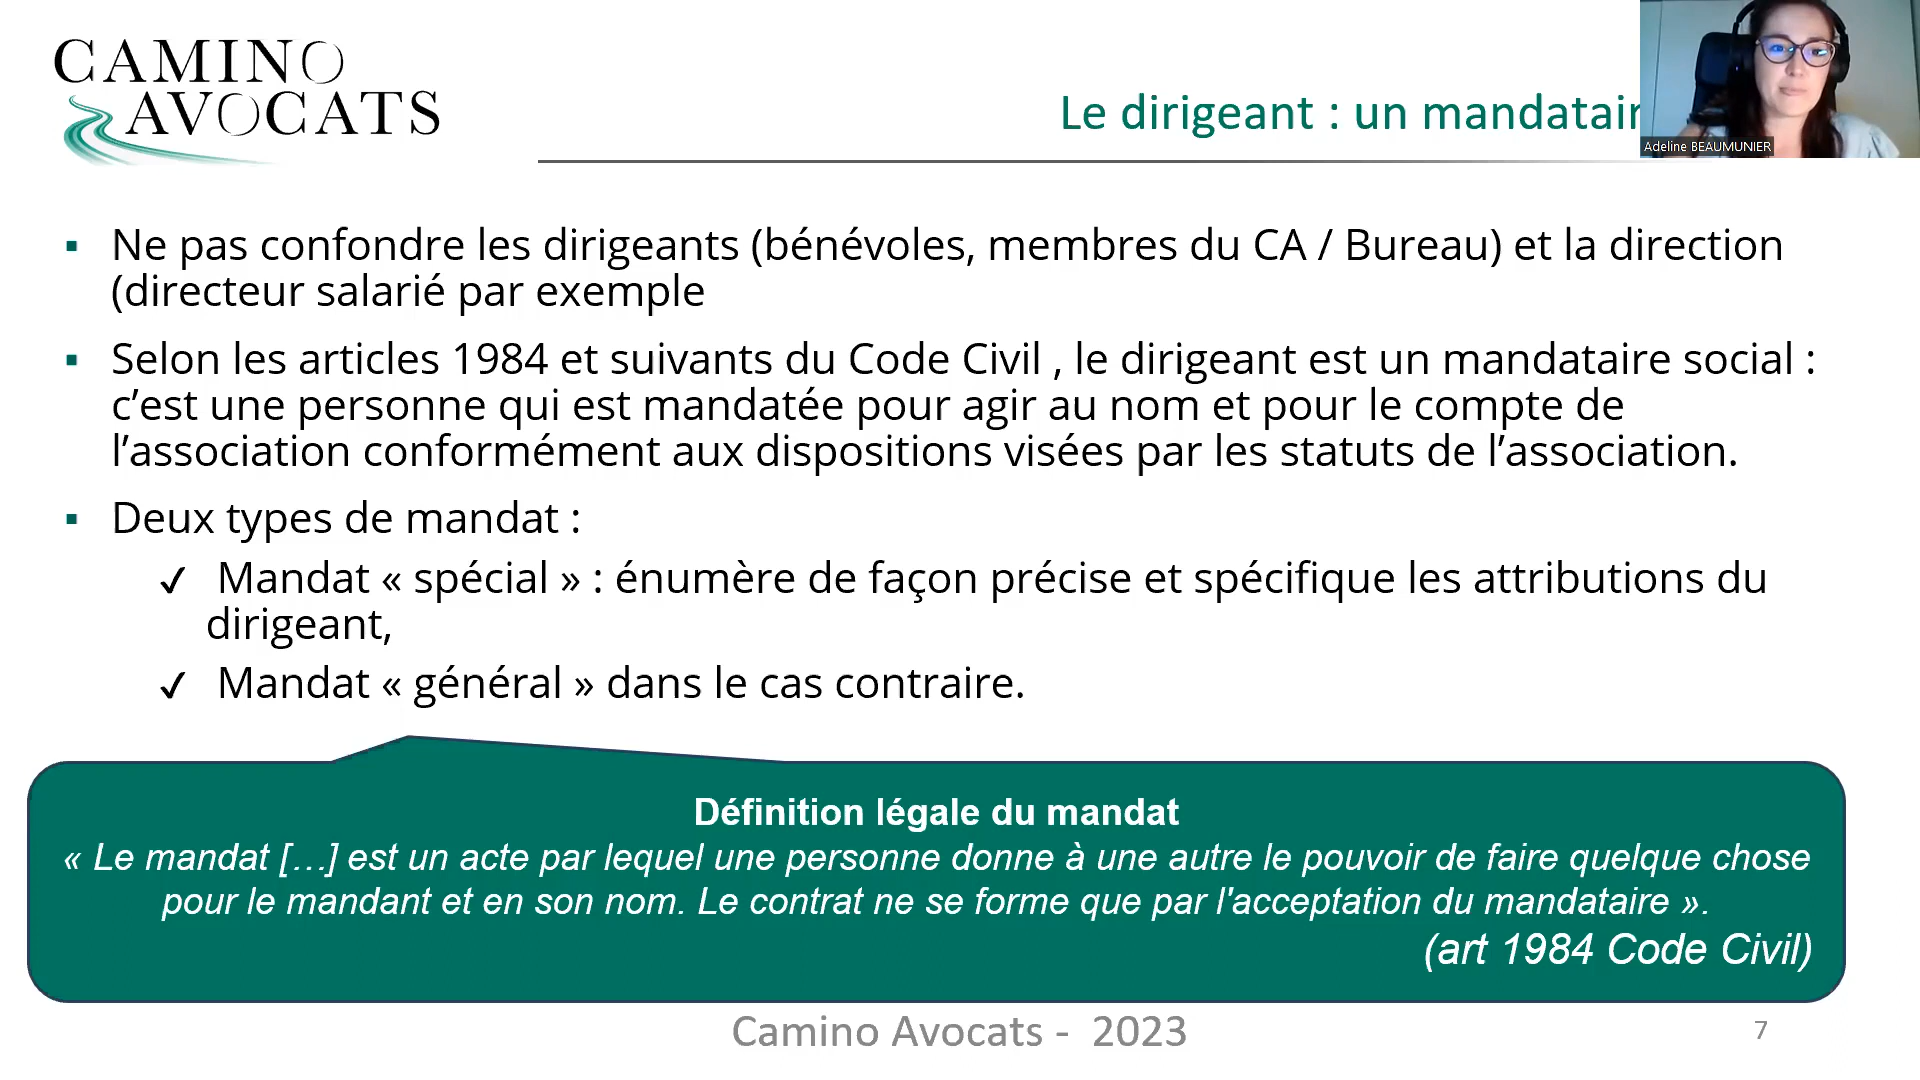 CAMINO
AVOCATS
Le dirigeant : un
Adeline BEAUMUNIER
▪ Ne pas confondre les dirigeants (bénévoles, membres du CA / Bureau) et la direction
(directeur salarié par exemple
▪ Selon les articles 1984 et suivants du Code Civil , le dirigeant est un mandataire social :
c’est une personne qui est mandatée pour agir au nom et pour le compte de
l’association conformément aux dispositions visées par les statuts de l’association.
▪ Deux types de mandat :
✓ Mandat « spécial » : énumère de façon précise et spécifique les attributions du
dirigeant,
✓ Mandat « général » dans le cas contraire.
Définition légale du mandat
« Le mandat […] est un acte par lequel une personne donne à une autre le pouvoir de faire quelque chose
pour le mandant et en son nom. Le contrat ne se forme que par l'acceptation du mandataire ».
(art 1984 Code Civil)
Camino Avocats - 2023
7